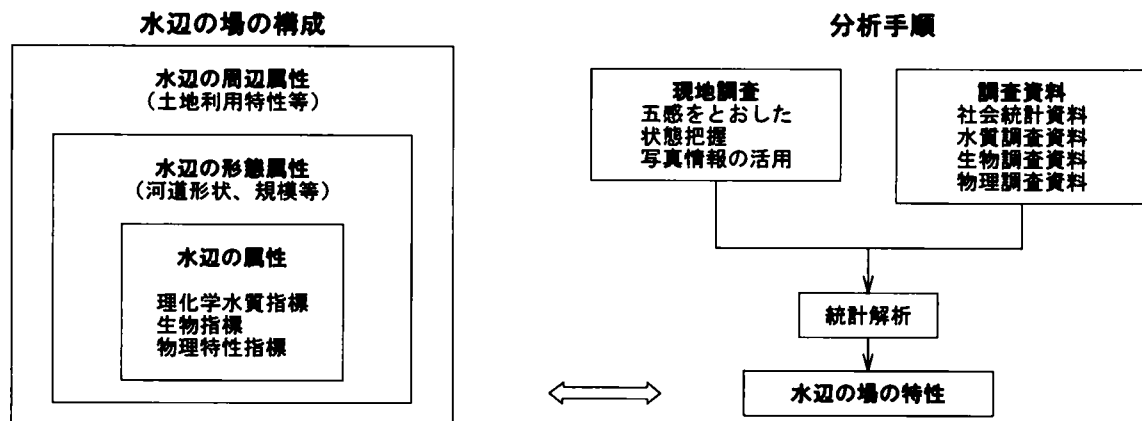 水辺の場の構成
水辺の周辺属性
(土地利用特性等)
水辺の形態属性
(河道形状、規模等)
水辺の属性
理化学水質指標
生物指標
物理特性指標
分析手順
現地調査
五感をとおした
状態把握
写真情報の活用
調査資料
社会統計資料
水質調査資料
生物調査資料
物理調査資料
統計解析
水辺の場の特性